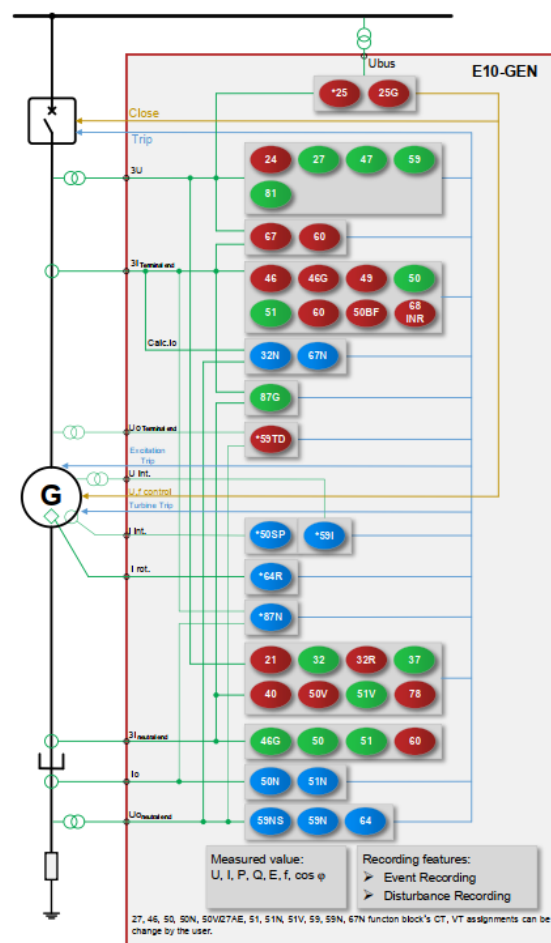 E10-GEN
Ubus
*25 25G
Close
Trip
24 27 47 59
3U
81
67 60
3I Terminal end
46 46G 49 50
51 60 50BF 68 INR
Calc.Io
32N 67N
87G
Uo Terminal end
*59TD
Excitation
Trip
U Int.
G
U,f control
Turbine Trip
I Int.
*50SP *59I
I rot.
*64R
*87N
21 32 32R 37
40 50V 51V 78
3I neutral end
46G 50 51 60
Io
50N 51N
Uo neutral end
59NS 59N 64
Measured value:
U, I, P, Q, E, f, cos φ
Recording features:
➢ Event Recording
➢ Disturbance Recording
27, 46, 50, 50N, 50V/27AE, 51, 51N, 51V, 59, 59N, 67N functon block's CT, VT assignments can be
change by the user.